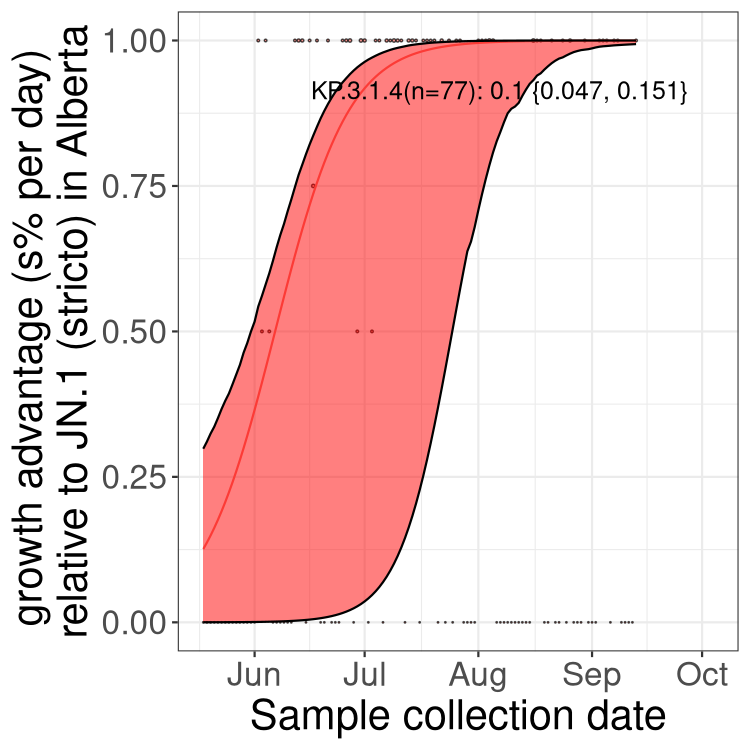 growth advantage (s% per day)
relative to JN.1 (stricto) in Alberta
1.00
0.75
0.50
0.25
0.00
KP.3.1.4(n=77): 0.1 {0.047, 0.151}
Jun Jul Aug Sep Oct
Sample collection date